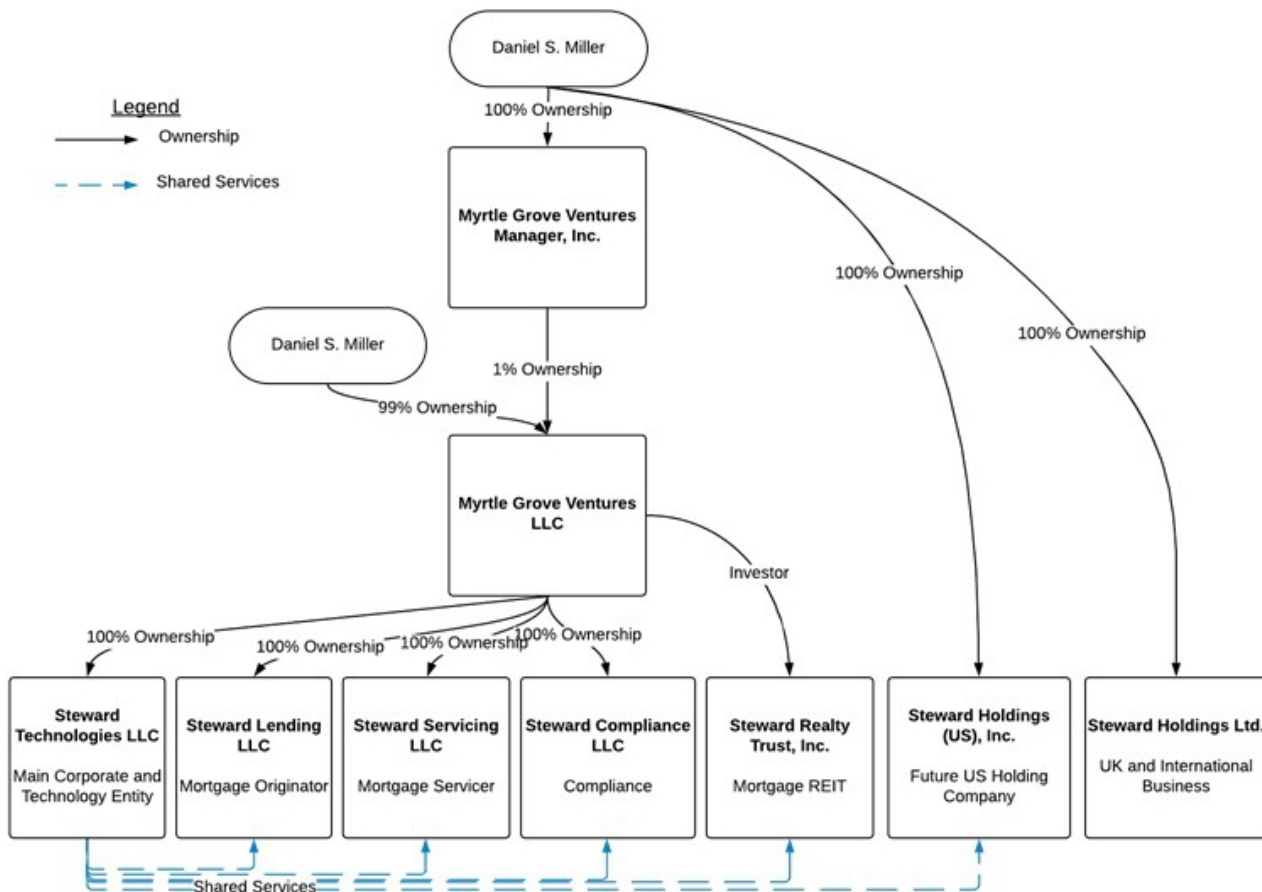 Daniel S. Miller
Legend
Ownership
Shared Services
100% Ownership
Myrtle Grove Ventures
Manager, Inc.
100% Ownership
100% Ownership
Daniel S. Miller
1% Ownership
99% Ownership
Myrtle Grove Ventures
LLC
Investor
100% Ownership
100% Ownership
100% Ownership
100% Ownership
Steward
Technologies LLC
Main Corporate and
Technology Entity
Steward Lending
LLC
Mortgage Originator
Steward Servicing
LLC
Mortgage Servicer
Steward Compliance
LLC
Compliance
Steward Realty
Trust, Inc.
Mortgage REIT
Steward Holdings
(US), Inc.
Future US Holding
Company
Steward Holdings Ltd.
UK and International
Business
Shared Services